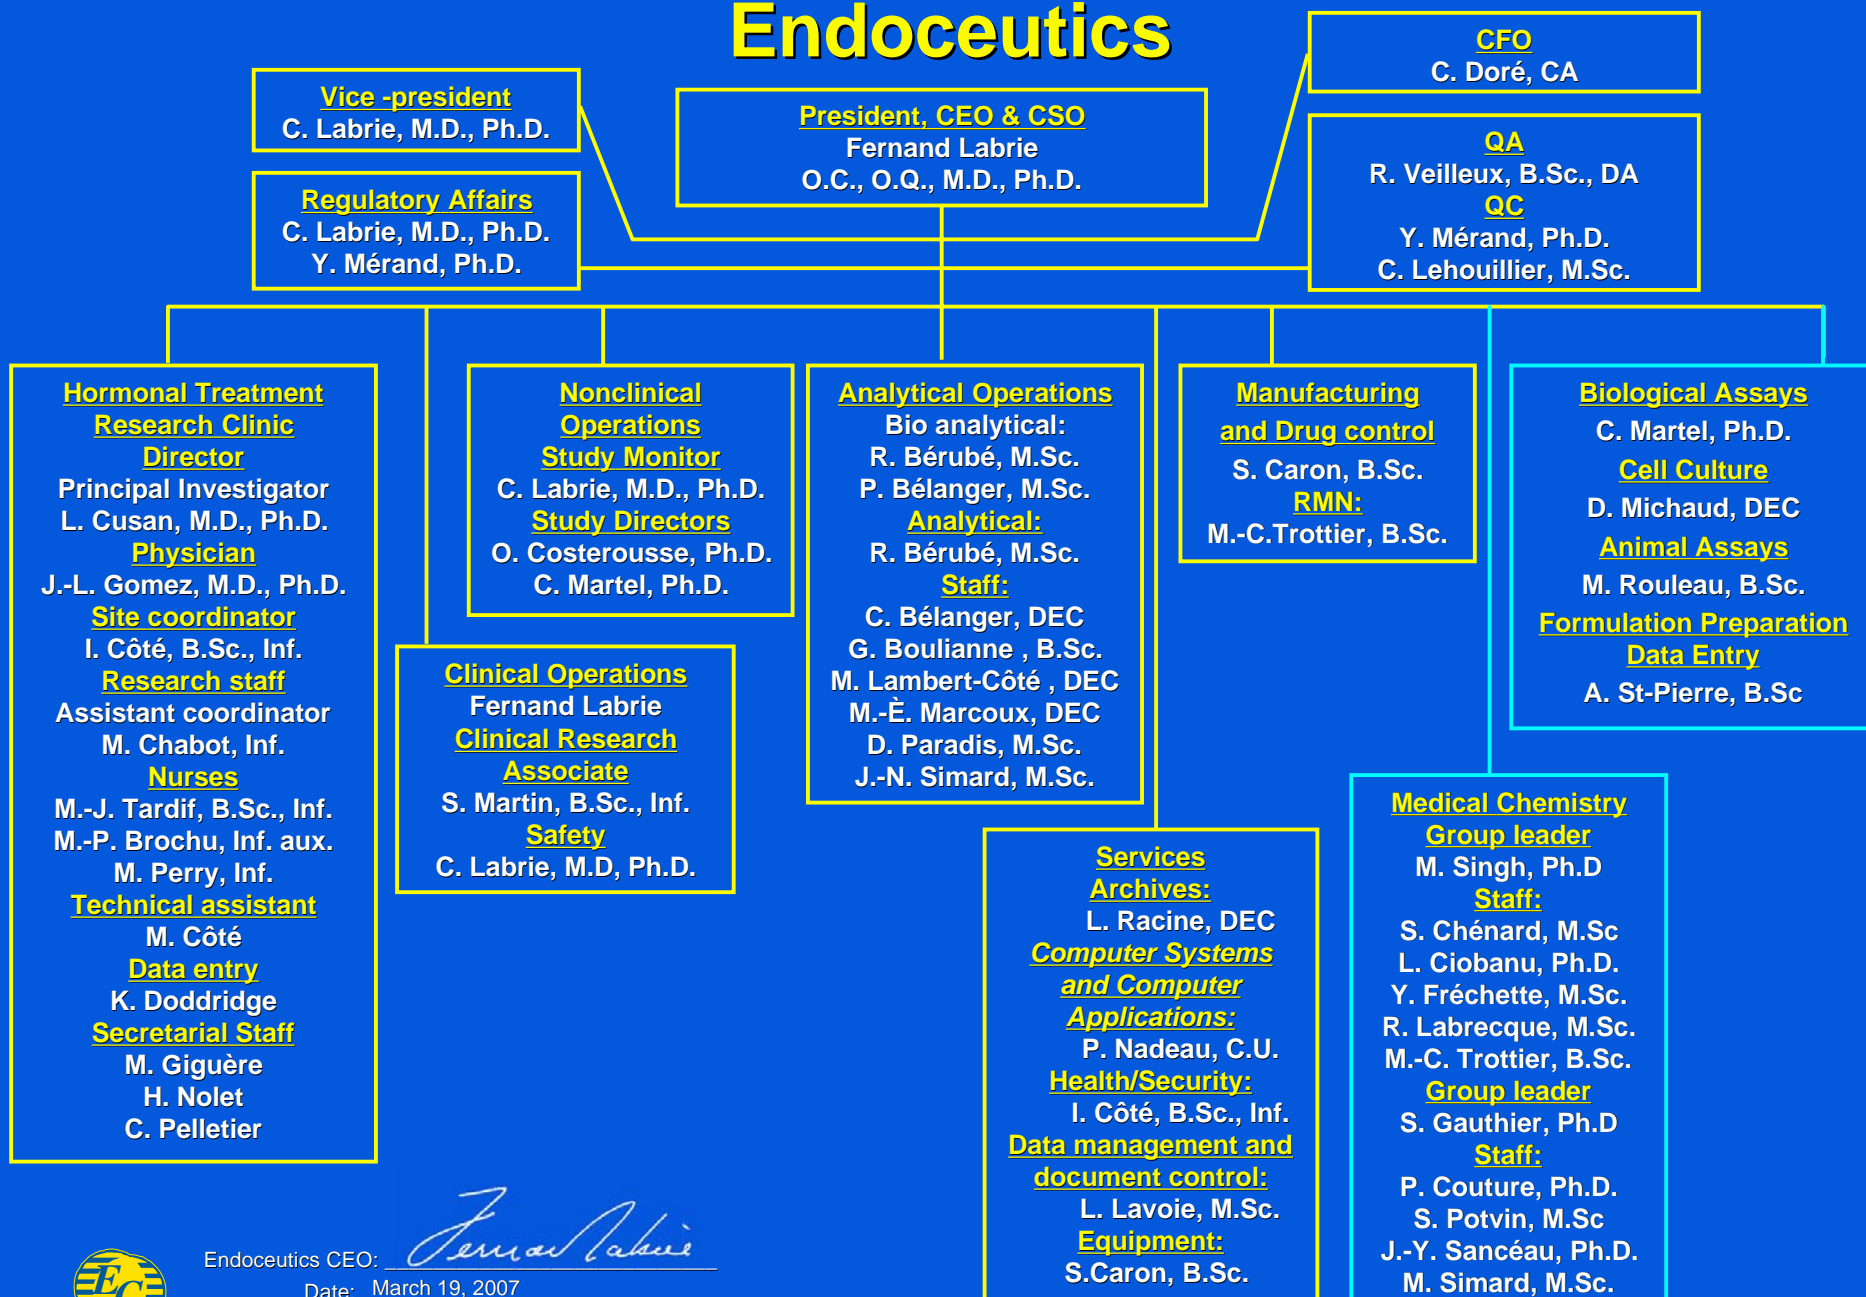 Endoceutics
CFO
C. Doré, CA
Vice -president
C. Labrie, M.D., Ph.D.
President, CEO & CSO
Fernand Labrie
O.C., O.Q., M.D., Ph.D.
QA
R. Veilleux, B.Sc., DA
QC
Y. Mérand, Ph.D.
C. Lehouillier, M.Sc.
Regulatory Affairs
C. Labrie, M.D., Ph.D.
Y. Mérand, Ph.D.
Hormonal Treatment
Research Clinic
Director
Principal Investigator
L. Cusan, M.D., Ph.D.
Physician
J.-L. Gomez, M.D., Ph.D.
Site coordinator
I. Côté, B.Sc., Inf.
Research staff
Assistant coordinator
M. Chabot, Inf.
Nurses
M.-J. Tardif, B.Sc., Inf.
M.-P. Brochu, Inf. aux.
M. Perry, Inf.
Technical assistant
M. Côté
Data entry
K. Doddridge
Secretarial Staff
M. Giguère
H. Nolet
C. Pelletier
Clinical Operations
Fernand Labrie
Clinical Research
Associate
S. Martin, B.Sc., Inf.
Safety
C. Labrie, M.D, Ph.D.
Nonclinical
Operations
Study Monitor
C. Labrie, M.D., Ph.D.
Study Directors
O. Costerousse, Ph.D.
C. Martel, Ph.D.
Analytical Operations
Bio analytical:
R. Bérubé, M.Sc.
P. Bélanger, M.Sc.
Analytical:
R. Bérubé, M.Sc.
Staff:
C. Bélanger, DEC
G. Boulianne , B.Sc.
M. Lambert-Côté , DEC
M.-È. Marcoux, DEC
D. Paradis, M.Sc.
J.-N. Simard, M.Sc.
Services
Archives:
L. Racine, DEC
Computer Systems
and Computer
Applications:
P. Nadeau, C.U.
Health/Security:
I. Côté, B.Sc., Inf.
Data management and
document control:
L. Lavoie, M.Sc.
Equipment:
S.Caron, B.Sc.
Manufacturing
and Drug control
S. Caron, B.Sc.
RMN:
M.-C.Trottier, B.Sc.
Medical Chemistry
Group leader
M. Singh, Ph.D
Staff:
S. Chénard, M.Sc
L. Ciobanu, Ph.D.
Y. Fréchette, M.Sc.
R. Labrecque, M.Sc.
M.-C. Trottier, B.Sc.
Group leader
S. Gauthier, Ph.D
Staff:
P. Couture, Ph.D.
S. Potvin, M.Sc
J.-Y. Sancéau, Ph.D.
M. Simard, M.Sc.
Biological Assays
C. Martel, Ph.D.
Cell Culture
D. Michaud, DEC
Animal Assays
M. Rouleau, B.Sc.
Formulation Preparation
Data Entry
A. St-Pierre, B.Sc
EC
Endoceutics CEO: Fernand Labrie
Date: March 19, 2007